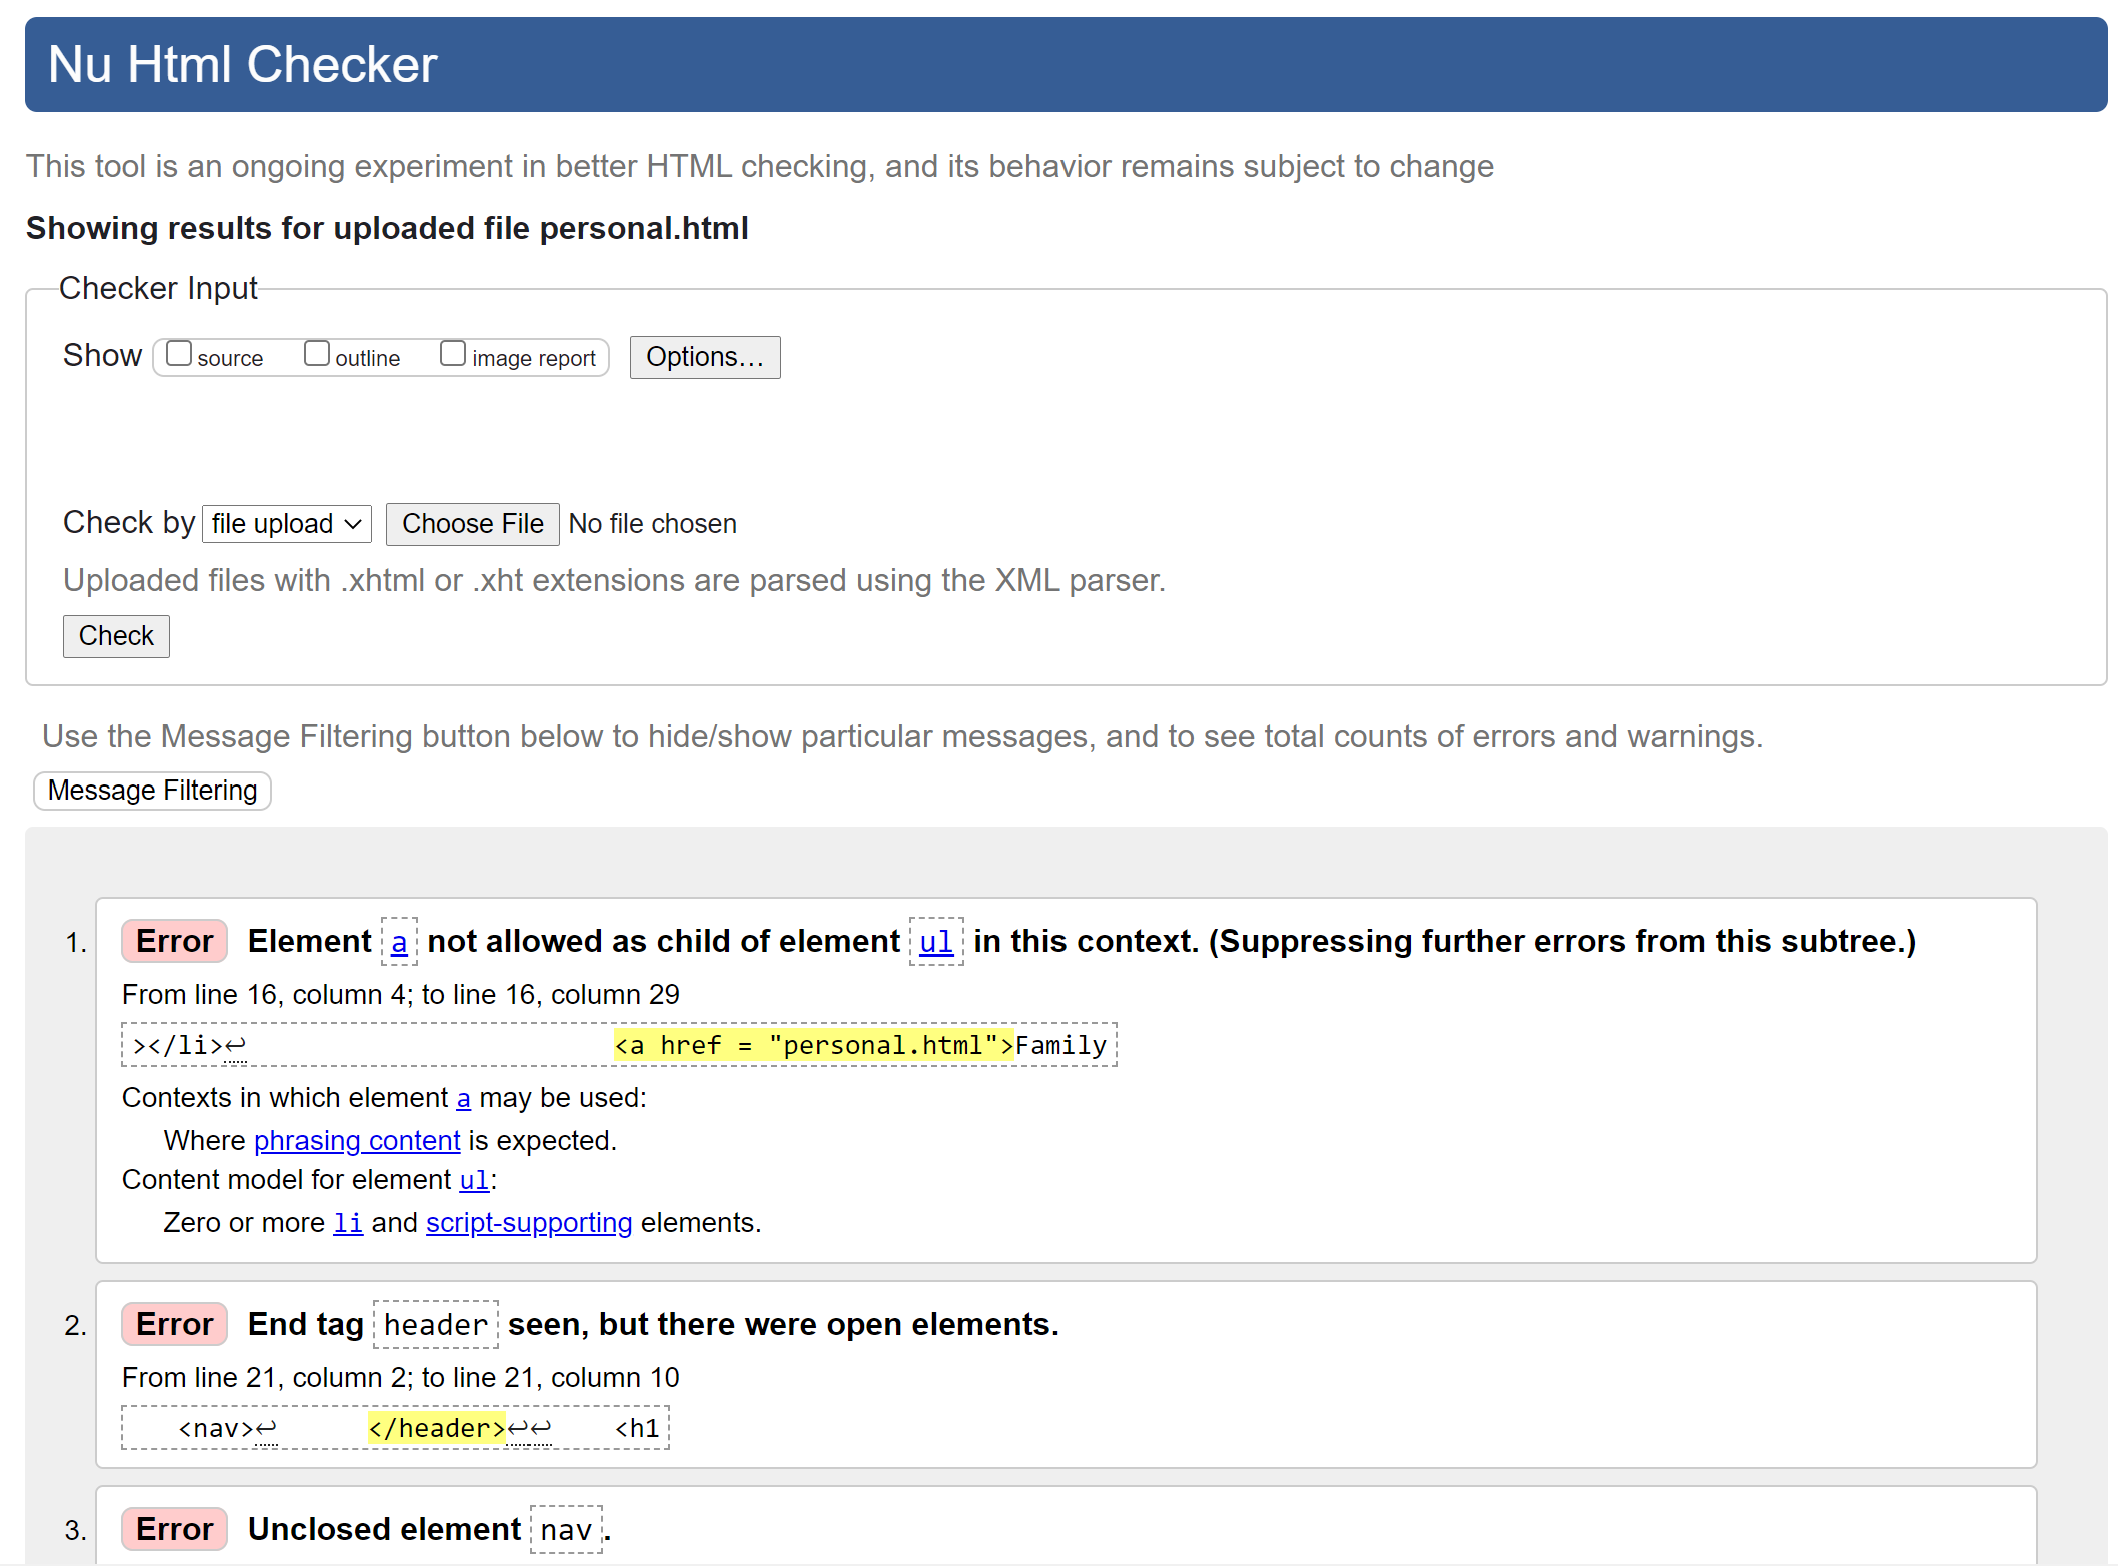 Nu Html Checker
This tool is an ongoing experiment in better HTML checking, and its behavior remains subject to change
Showing results for uploaded file personal.html
Checker Input
Show source outline image report Options...
Check by file upload Choose File No file chosen
Uploaded files with .xhtml or .xht extensions are parsed using the XML parser.
Check
Use the Message Filtering button below to hide/show particular messages, and to see total counts of errors and warnings.
Message Filtering
1. Error Element a not allowed as child of element ul in this context. (Suppressing further errors from this subtree.)
From line 16, column 4; to line 16, column 29
></li>↩ <a href = "personal.html">Family
Contexts in which element a may be used:
Where phrasing content is expected.
Content model for element ul:
Zero or more li and script-supporting elements.
2. Error End tag header seen, but there were open elements.
From line 21, column 2; to line 21, column 10
<nav>↩ </header>↩↩ <h1
3. Error Unclosed element nav.